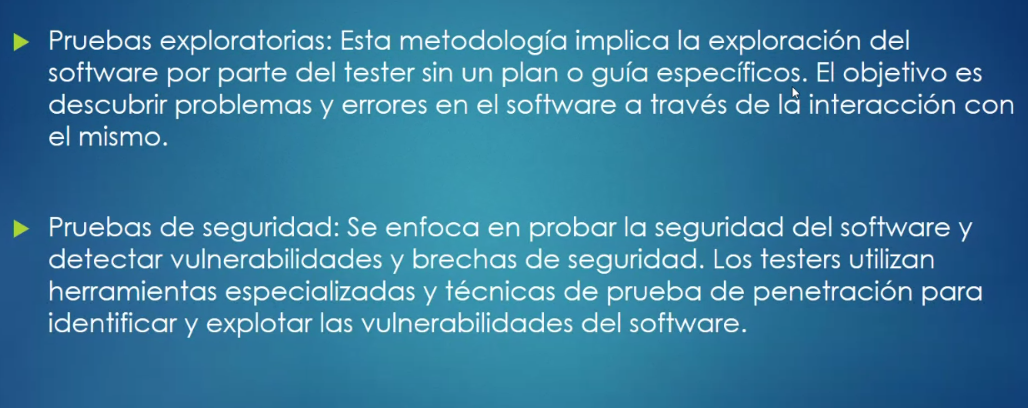 Pruebas exploratorias: Esta metodología implica la exploración del
software por parte del tester sin un plan o guía específicos. El objetivo es
descubrir problemas y errores en el software a través de la interacción con
el mismo.
Pruebas de seguridad: Se enfoca en probar la seguridad del software y
detectar vulnerabilidades y brechas de seguridad. Los testers utilizan
herramientas especializadas y técnicas de prueba de penetración para
identificar y explotar las vulnerabilidades del software.